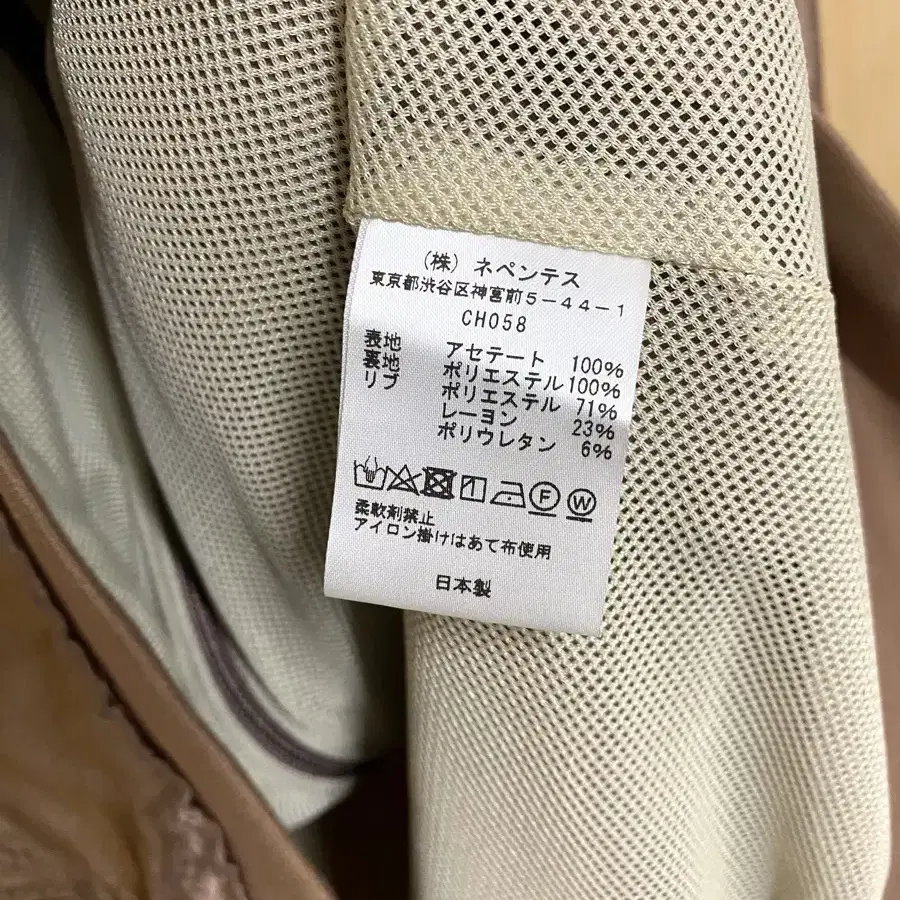 (株)ネペンテス
東京都渋谷区神宮前5-44-1
CH058
表地 アセテート 100%
裏地 ポリエステル 100%
リブ ポリエステル 71%
レーヨン 23%
ポリウレタン 6%
F W
柔軟剤禁止
アイロン掛けはあて布使用
日本製